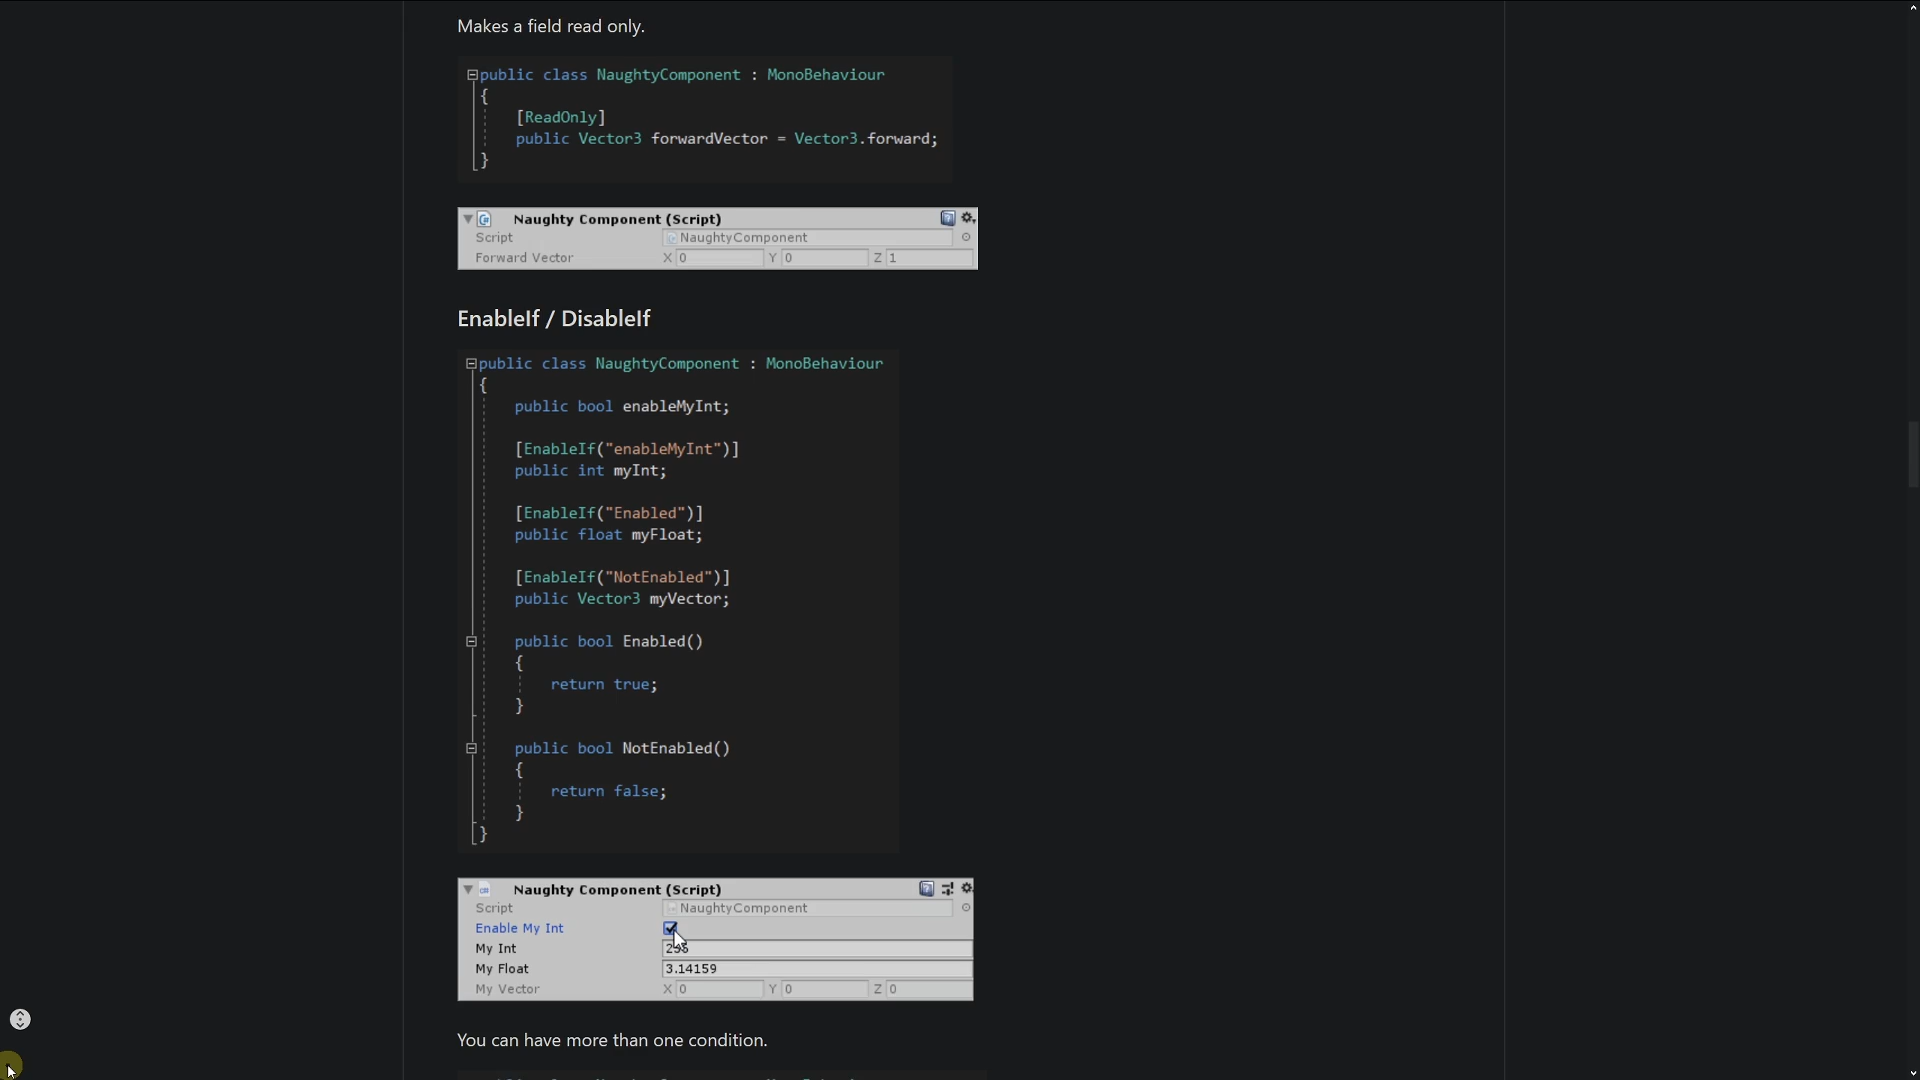 Makes a field read only.
public class NaughtyComponent : MonoBehaviour
{
[ReadOnly]
public Vector3 forwardVector = Vector3.forward;
}
Naughty Component (Script)
Script NaughtyComponent
Forward Vector X 0 Y 0 Z 1
EnableIf / DisableIf
public class NaughtyComponent : MonoBehaviour
{
public bool enableMyInt;
[EnableIf("enableMyInt")]
public int myInt;
[EnableIf("Enabled")]
public float myFloat;
[EnableIf("NotEnabled")]
public Vector3 myVector;
public bool Enabled()
{
return true;
}
public bool NotEnabled()
{
return false;
}
}
Naughty Component (Script)
Script NaughtyComponent
Enable My Int
My Int
My Float 3.14159
My Vector X 0 Y 0 Z 0
You can have more than one condition.